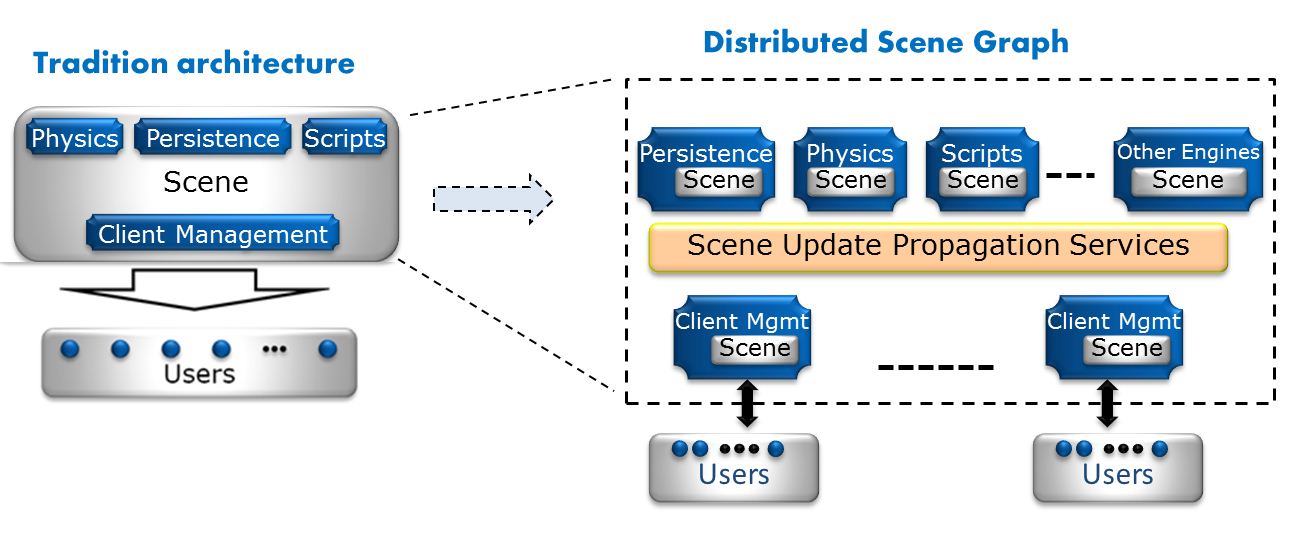 Tradition architecture
Physics Persistence Scripts
Scene
Client Management
Users
Distributed Scene Graph
Persistence
Scene
Physics
Scene
Scripts
Scene
Other Engines
Scene
Scene Update Propagation Services
Client Mgmt
Scene
Client Mgmt
Scene
Users
Users